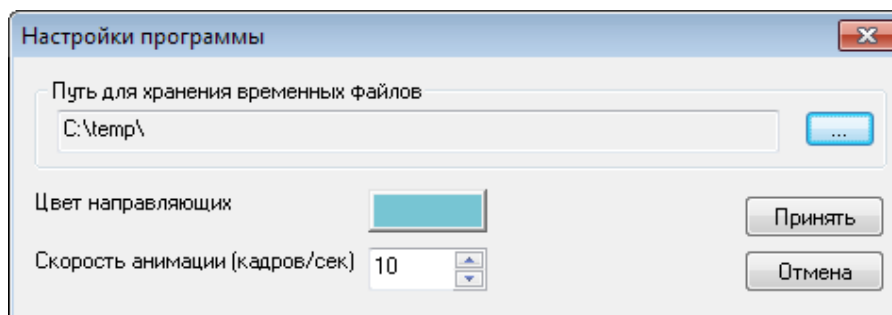 Настройки программы
Путь для хранения временных файлов
C:\temp\
...
Цвет направляющих
Принять
Скорость анимации (кадров/сек) 10
Отмена